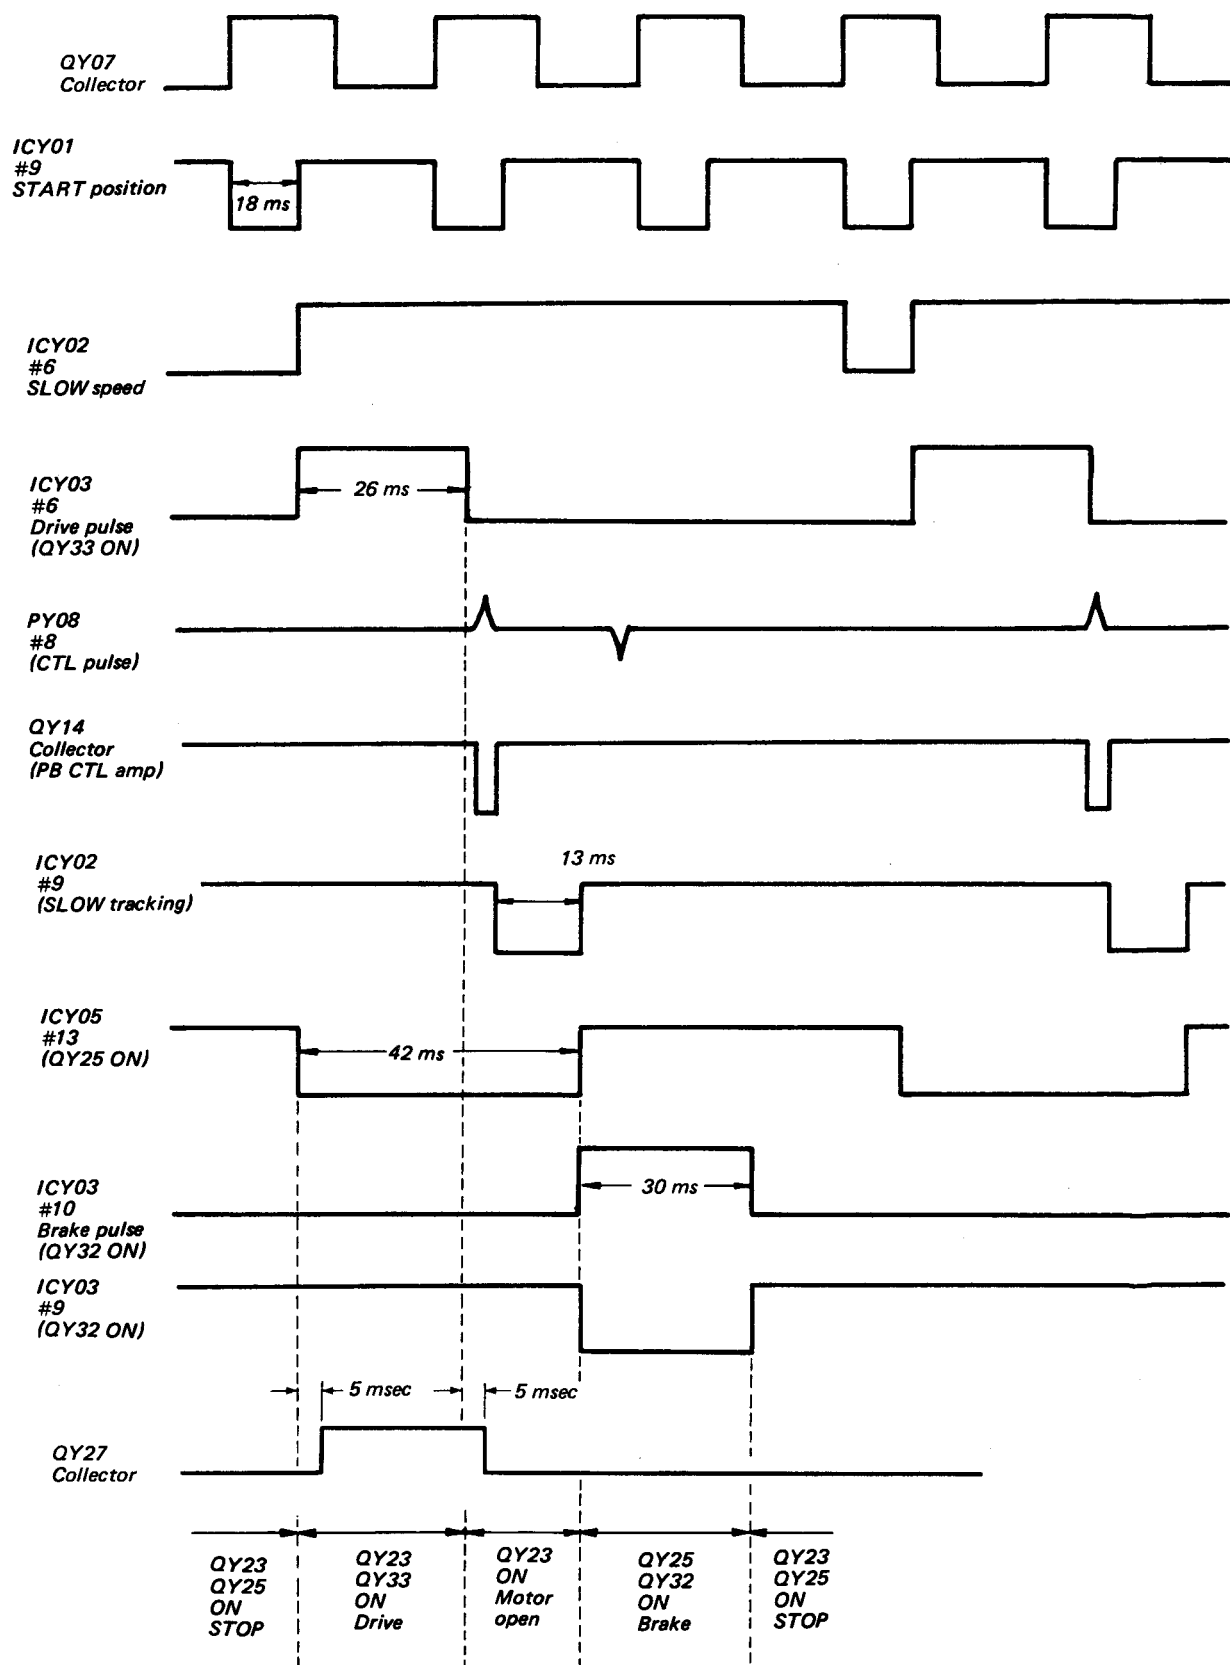 QY07
Collector
ICY01
#9
START position
18 ms
ICY02
#6
SLOW speed
ICY03
#6
Drive pulse
(QY33 ON)
26 ms
PY08
#8
(CTL pulse)
QY14
Collector
(PB CTL amp)
ICY02
#9
(SLOW tracking)
13 ms
ICY05
#13
(QY25 ON)
42 ms
ICY03
#10
Brake pulse
(QY32 ON)
30 ms
ICY03
#9
(QY32 ON)
5 msec
5 msec
QY27
Collector
QY23
QY25
ON
STOP
QY23
QY33
ON
Drive
QY23
ON
Motor
open
QY25
QY32
ON
Brake
QY23
QY25
ON
STOP